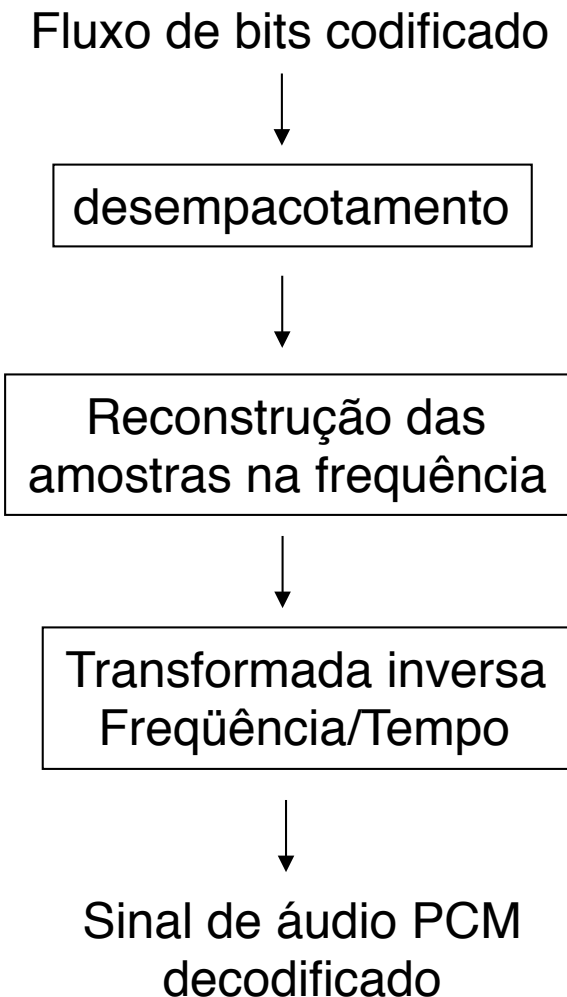 Fluxo de bits codificado
desempacotamento
Reconstrução das
amostras na frequência
Transformada inversa
Freqüência/Tempo
Sinal de áudio PCM
decodificado